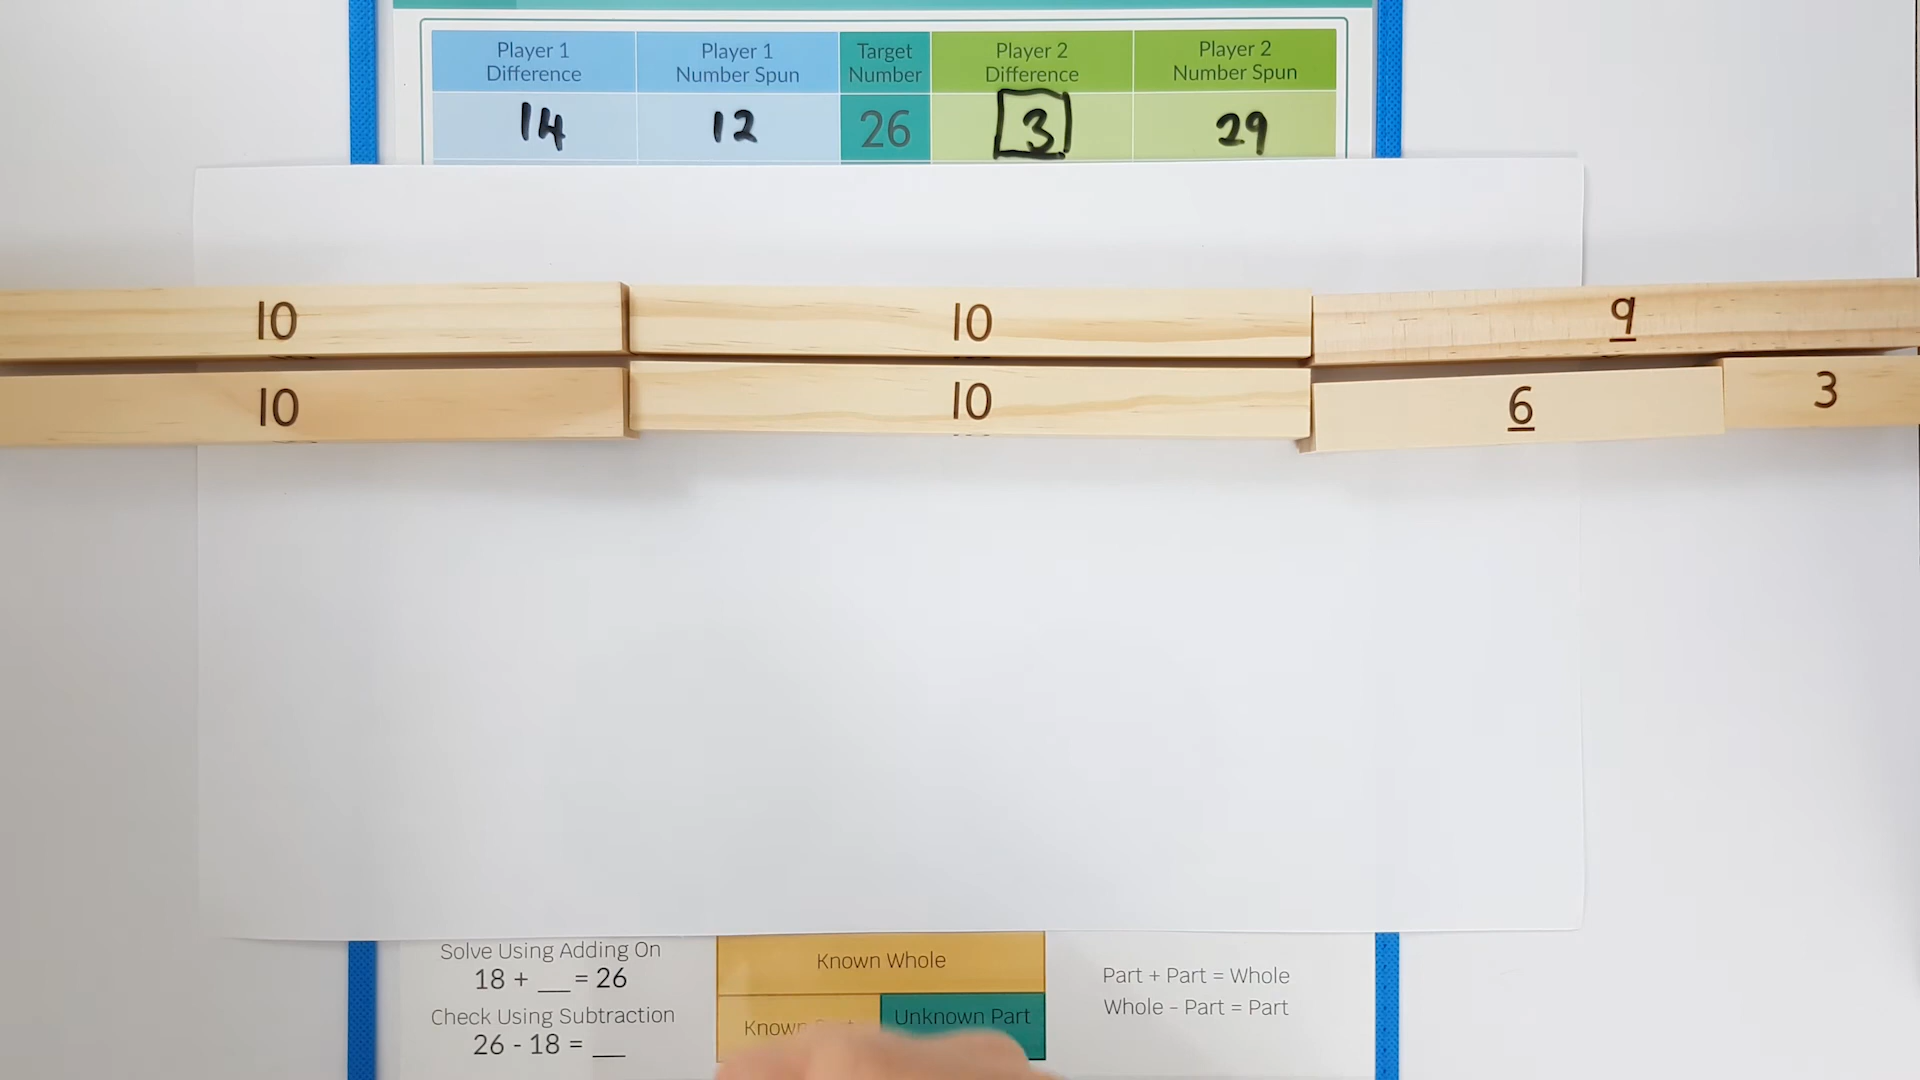 Player 1
Difference
Player 1
Number Spun
Target
Number
Player 2
Difference
Player 2
Number Spun
14
12
26
3
29
10
10
9
10
10
6
3
Solve Using Adding On
18 + __ = 26
Check Using Subtraction
26 - 18 = __
Known Whole
Known
Unknown Part
Part + Part = Whole
Whole - Part = Part